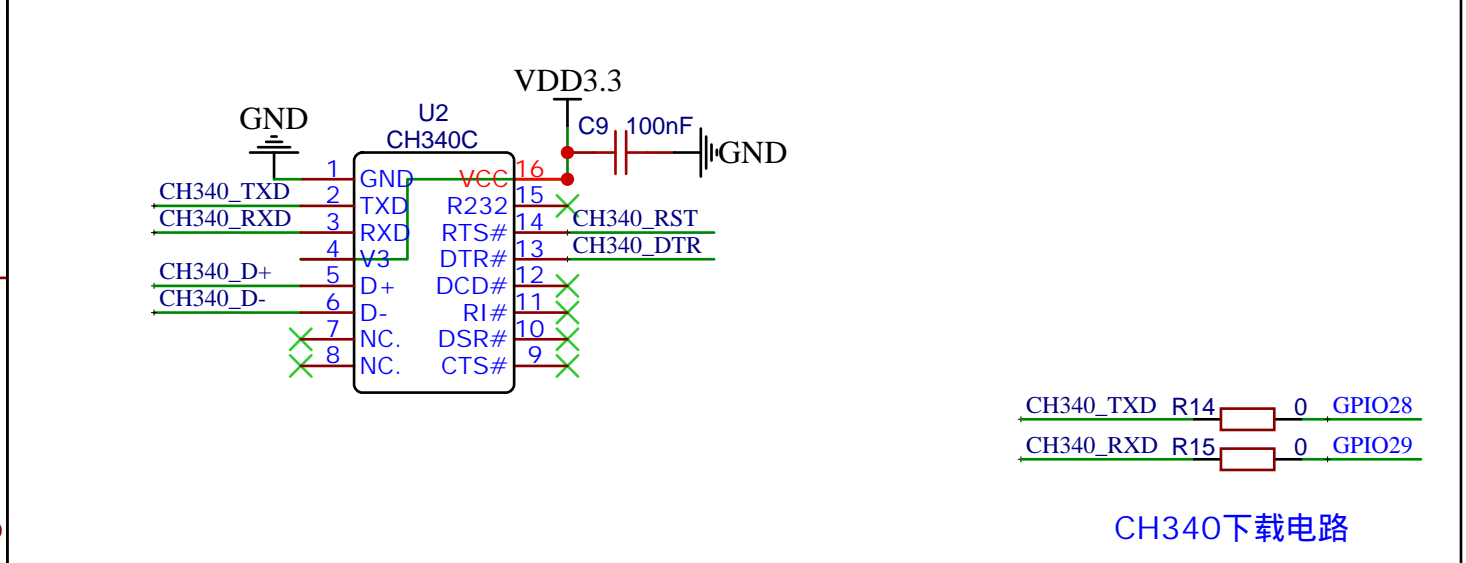 VDD3.3
GND
U2
CH340C
C9 100nF
GND
1 GND VCC 16
CH340_TXD 2 TXD R232 15
CH340_RXD 3 RXD RTS# 14 CH340_RST
4 V3 DTR# 13 CH340_DTR
CH340_D+ 5 D+ DCD# 12
CH340_D- 6 D- RI# 11
7 NC. DSR# 10
8 NC. CTS# 9
CH340_TXD R14 0 GPIO28
CH340_RXD R15 0 GPIO29
CH340下载电路